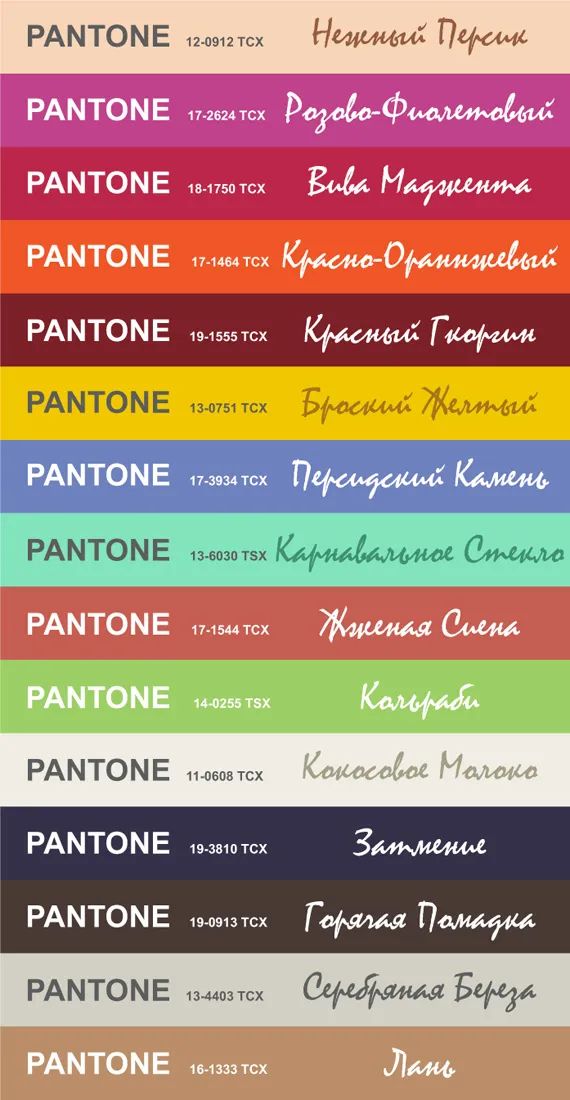 PANTONE 12-0912 TCX Нежный Персик
PANTONE 17-2624 TCX Розово-Фиолетовый
PANTONE 18-1750 TCX Вива Маджента
PANTONE 17-1464 TCX Красно-Ораннжевый
PANTONE 19-1555 TCX Красный Гкоргин
PANTONE 13-0751 TCX Броский Желтый
PANTONE 17-3934 TCX Персидский Камень
PANTONE 13-6030 TSX Карнавальное Стекло
PANTONE 17-1544 TCX Жженая Сиена
PANTONE 14-0255 TSX Кольраби
PANTONE 11-0608 TCX Кокосовое Молоко
PANTONE 19-3810 TCX Затмение
PANTONE 19-0913 TCX Горячая Помадка
PANTONE 13-4403 TCX Серебряная Береза
PANTONE 16-1333 TCX Лань